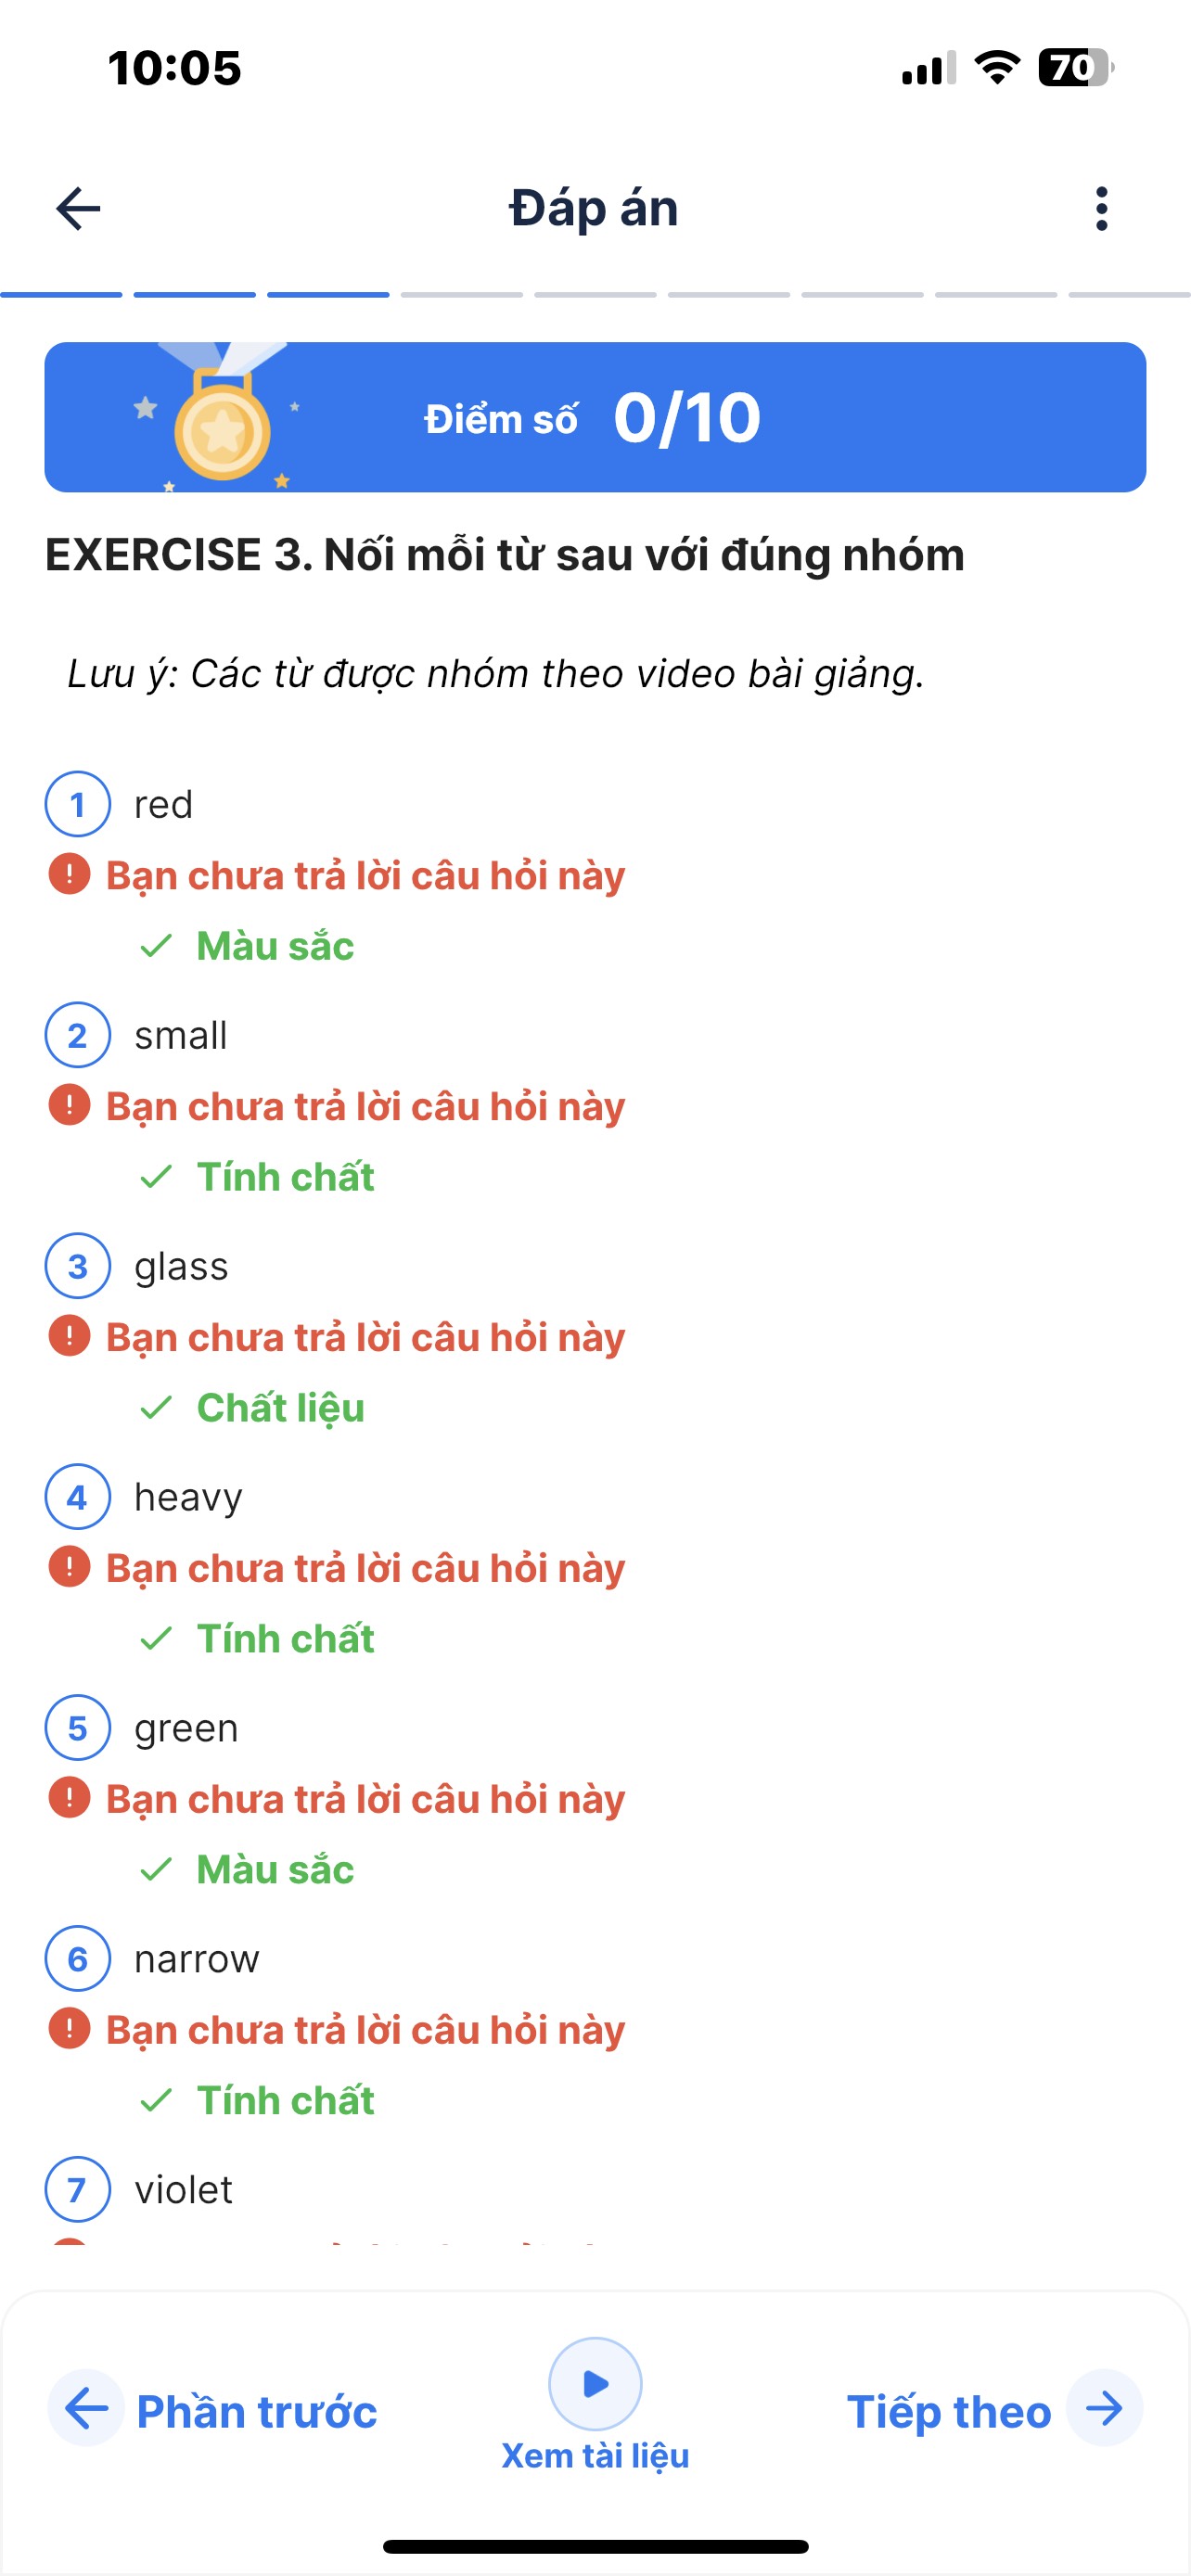 10:05
70
Đáp án
Điểm số 0/10
EXERCISE 3. Nối mỗi từ sau với đúng nhóm
Lưu ý: Các từ được nhóm theo video bài giảng.
1 red
Bạn chưa trả lời câu hỏi này
Màu sắc
2 small
Bạn chưa trả lời câu hỏi này
Tính chất
3 glass
Bạn chưa trả lời câu hỏi này
Chất liệu
4 heavy
Bạn chưa trả lời câu hỏi này
Tính chất
5 green
Bạn chưa trả lời câu hỏi này
Màu sắc
6 narrow
Bạn chưa trả lời câu hỏi này
Tính chất
7 violet
Phần trước
Xem tài liệu
Tiếp theo